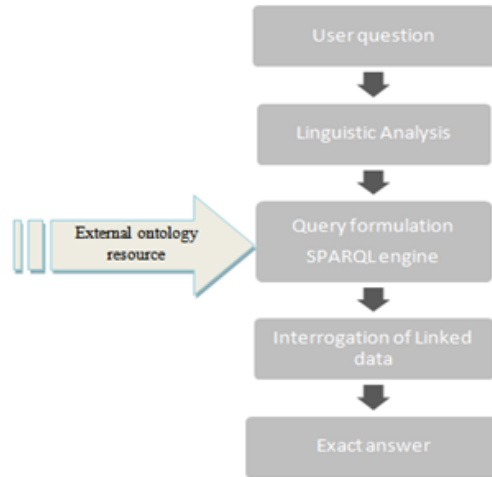 User question
Linguistic Analysis
External ontology
resource
Query formulation
SPARQL engine
Interrogation of Linked
data
Exact answer